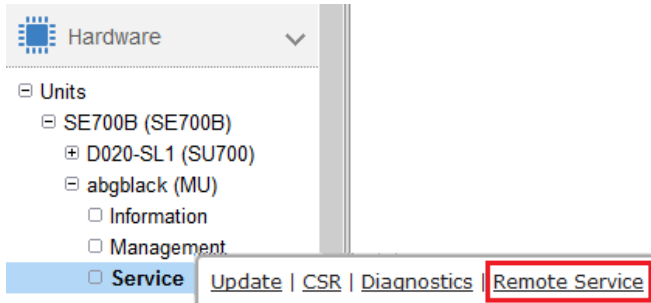 Hardware
Units
SE700B (SE700B)
D020-SL1 (SU700)
abgblack (MU)
Information
Management
Service
Update | CSR | Diagnostics | Remote Service